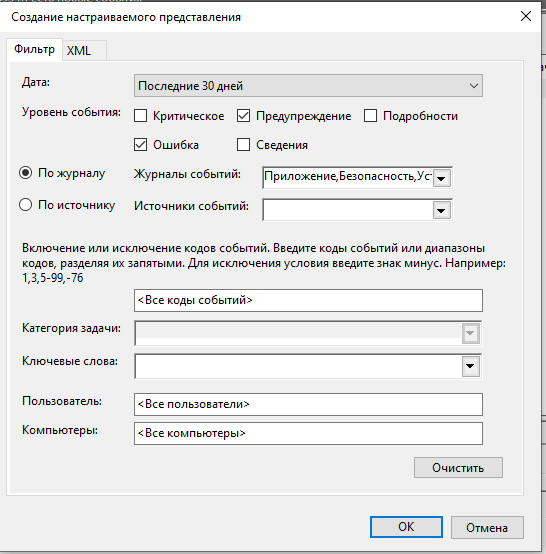 Создание настраиваемого представления
Фильтр XML
Дата: Последние 30 дней
Уровень события: Критическое Предупреждение Подробности
Ошибка Сведения
По журналу Журналы событий: Приложение,Безопасность,Уст
По источнику Источники событий:
Включение или исключение кодов событий. Введите коды событий или диапазоны
кодов, разделяя их запятыми. Для исключения условия введите знак минус. Например:
1,3,5-99,-76
<Все коды событий>
Категория задачи:
Ключевые слова:
Пользователь: <Все пользователи>
Компьютеры: <Все компьютеры>
Очистить
ОК Отмена